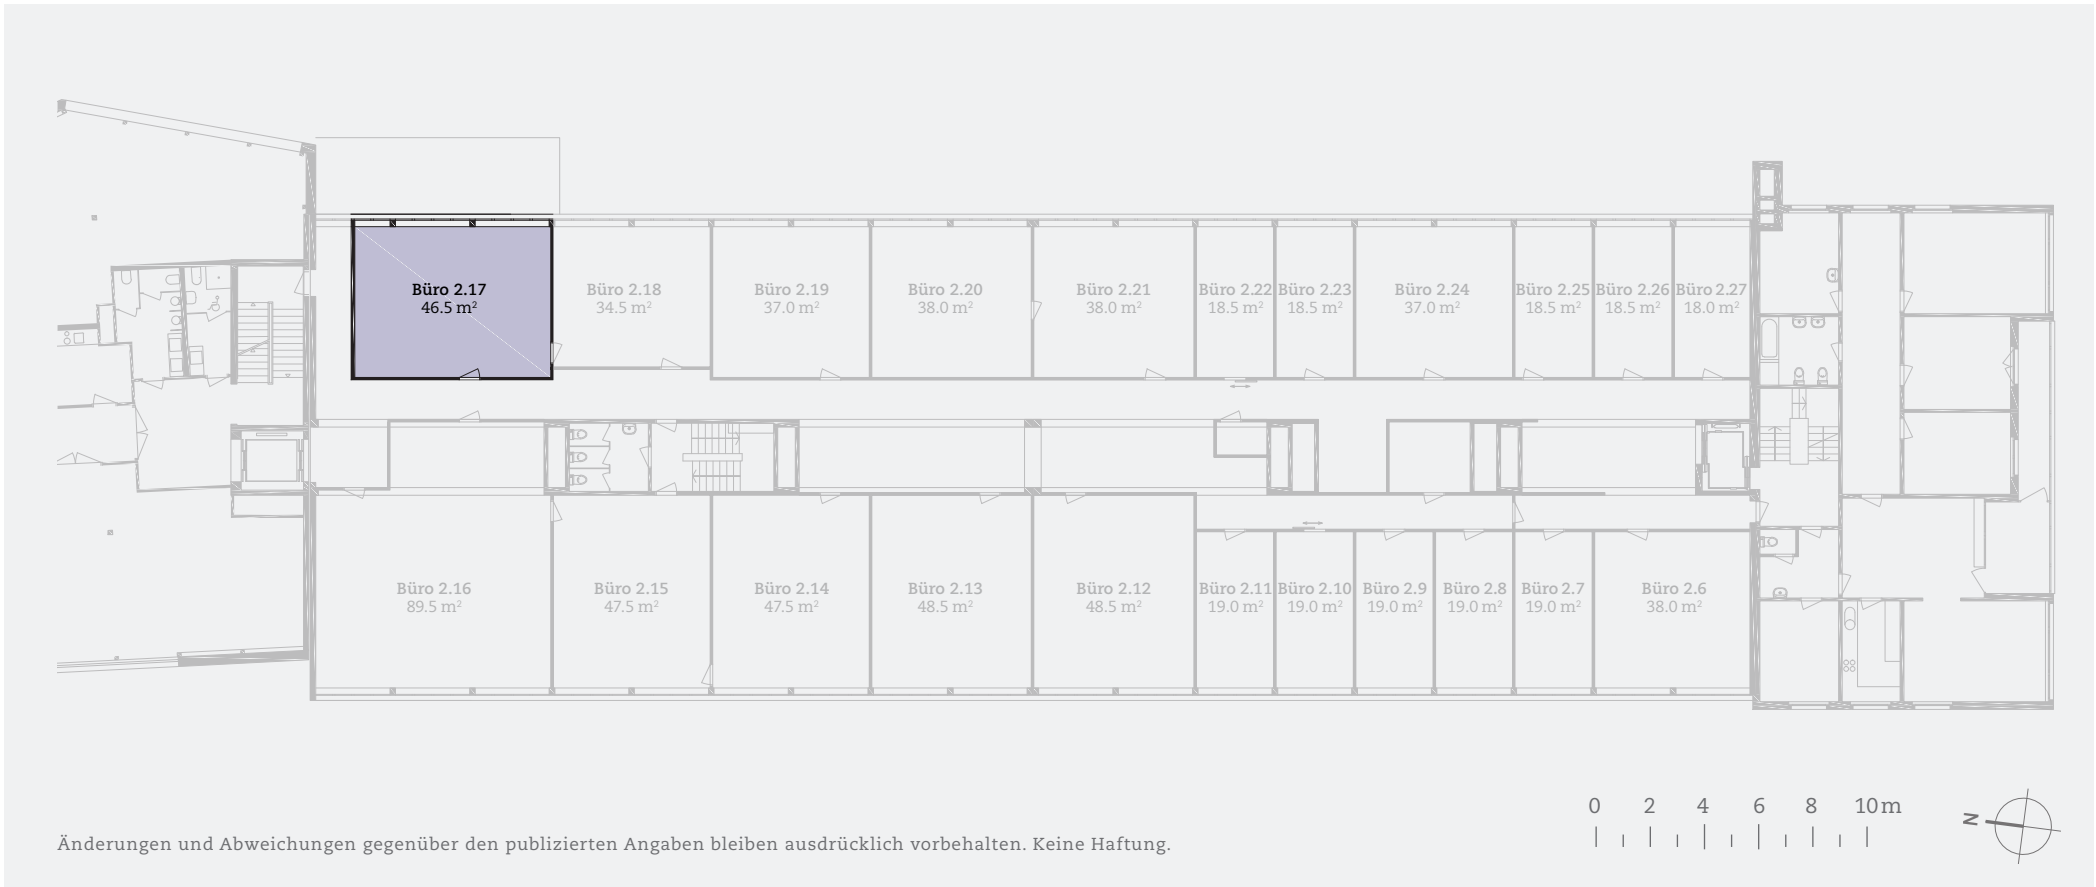 Büro 2.17
46.5 m²
Büro 2.18
34.5 m²
Büro 2.19
37.0 m²
Büro 2.20
38.0 m²
Büro 2.21
38.0 m²
Büro 2.22
18.5 m²
Büro 2.23
18.5 m²
Büro 2.24
37.0 m²
Büro 2.25
18.5 m²
Büro 2.26
18.5 m²
Büro 2.27
18.0 m²
Büro 2.16
89.5 m²
Büro 2.15
47.5 m²
Büro 2.14
47.5 m²
Büro 2.13
48.5 m²
Büro 2.12
48.5 m²
Büro 2.11
19.0 m²
Büro 2.10
19.0 m²
Büro 2.9
19.0 m²
Büro 2.8
19.0 m²
Büro 2.7
19.0 m²
Büro 2.6
38.0 m²
0 2 4 6 8 10 m
N
Änderungen und Abweichungen gegenüber den publizierten Angaben bleiben ausdrücklich vorbehalten. Keine Haftung.